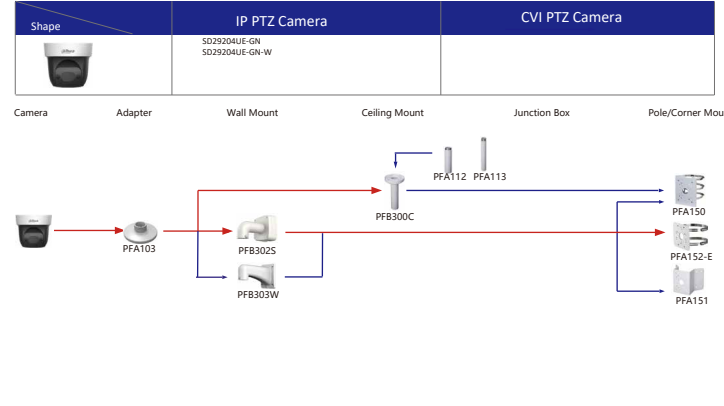 Shape
IP PTZ Camera
CVI PTZ Camera
SD29204UE-GN
SD29204UE-GN-W
Camera
Adapter
Wall Mount
Ceiling Mount
Junction Box
Pole/Corner Mou
PFA112
PFA113
PFB300C
PFA150
PFA103
PFB302S
PFA152-E
PFB303W
PFA151